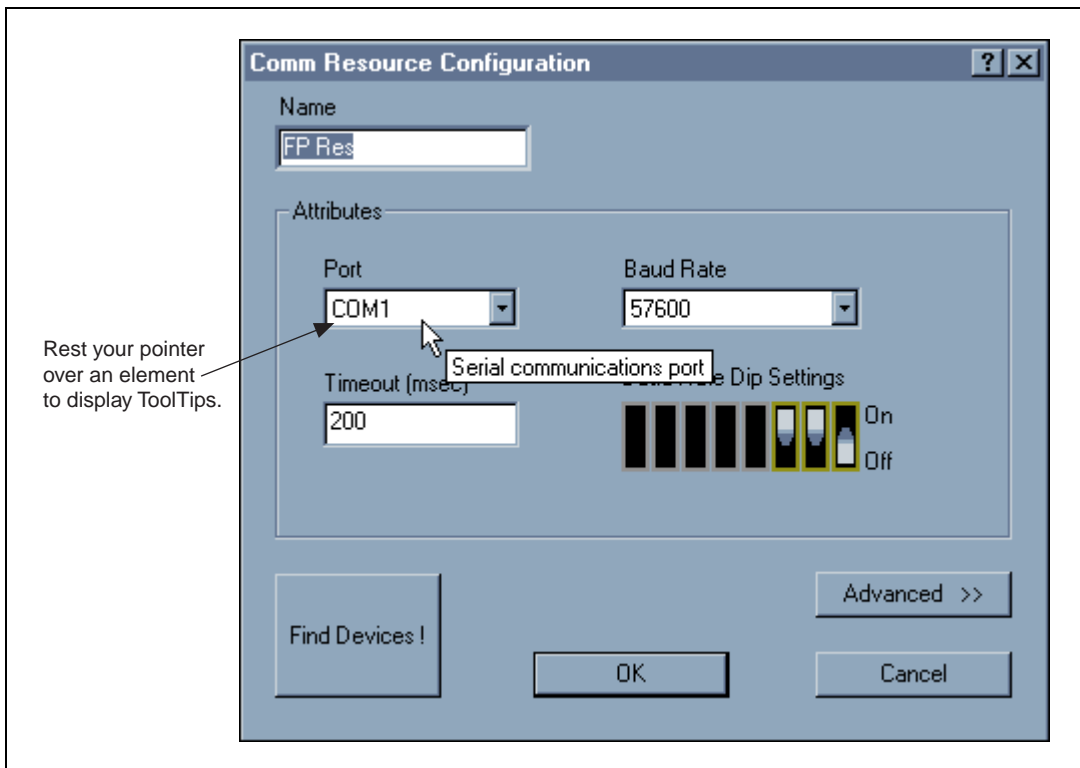 Comm Resource Configuration
Name
FP Res
Attributes
Port
Baud Rate
COM1
57600
Serial communications port
Rest your pointer
over an element
to display ToolTips.
Timeout (msec)
Rate Dip Settings
200
On
Off
Find Devices !
Advanced >>
OK
Cancel